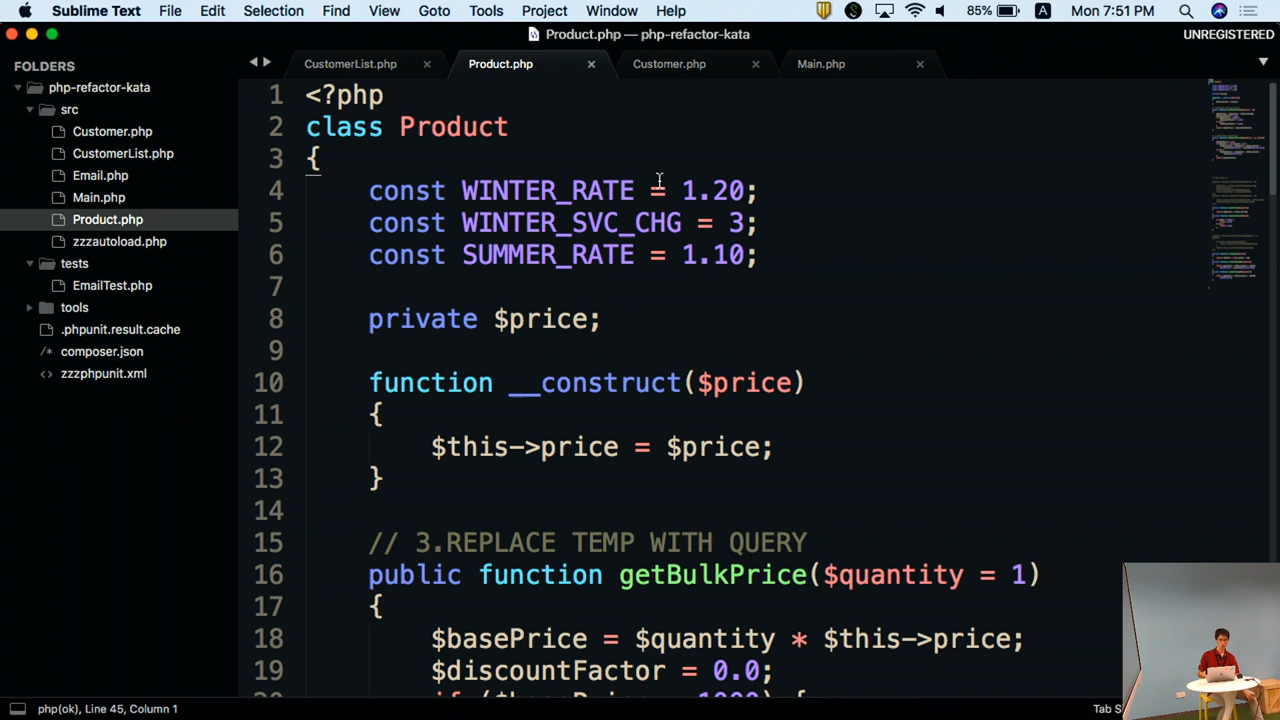 Sublime Text File Edit Selection Find View Goto Tools Project Window Help 85% A Mon 7:51 PM
Product.php — php-refactor-kata UNREGISTERED
FOLDERS
php-refactor-kata
src
Customer.php
CustomerList.php
Email.php
Main.php
Product.php
zzzautoload.php
tests
EmailTest.php
tools
.phpunit.result.cache
/* composer.json
<> zzzphpunit.xml
CustomerList.php Product.php Customer.php Main.php
1 <?php
2 class Product
3 {
4 const WINTER_RATE = 1.20;
5 const WINTER_SVC_CHG = 3;
6 const SUMMER_RATE = 1.10;
7
8 private $price;
9
10 function __construct($price)
11 {
12 $this->price = $price;
13 }
14
15 // 3.REPLACE TEMP WITH QUERY
16 public function getBulkPrice($quantity = 1)
17 {
18 $basePrice = $quantity * $this->price;
19 $discountFactor = 0.0;
php(ok), Line 45, Column 1 Tab S